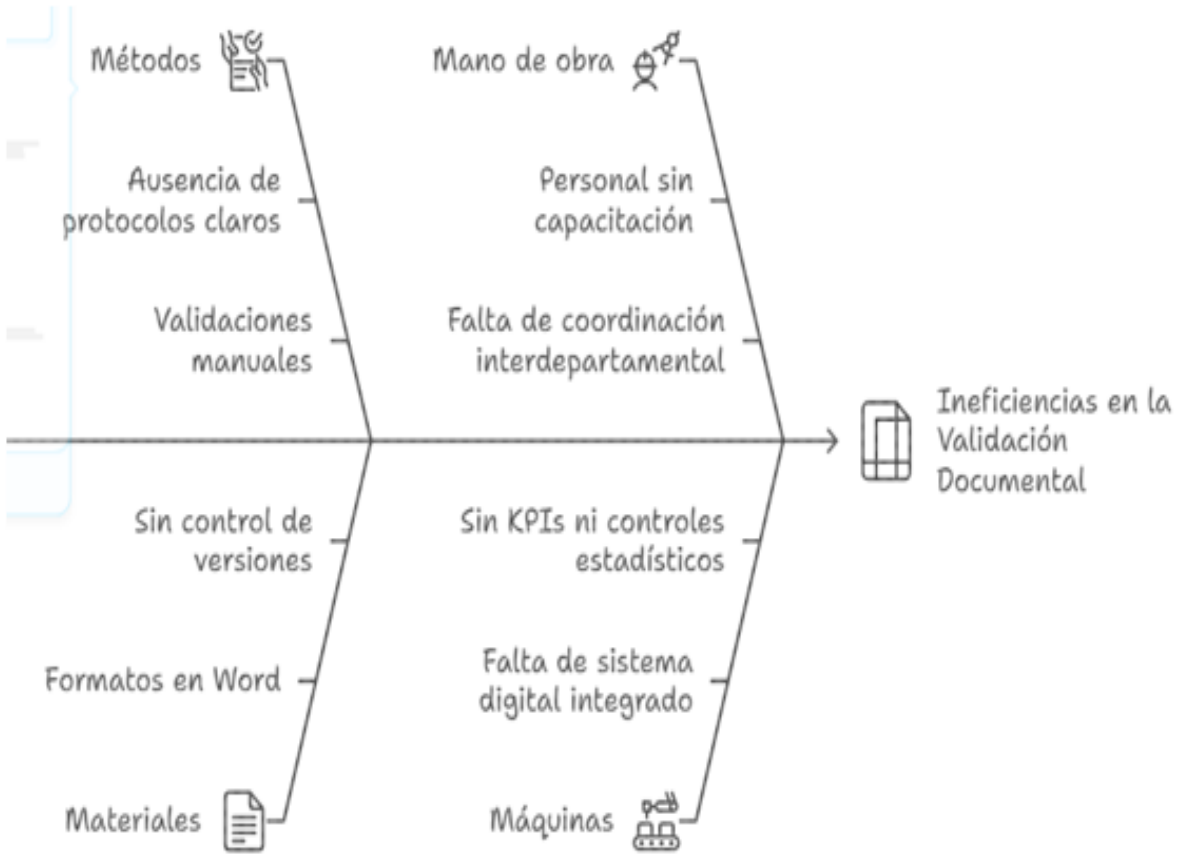 Métodos
Mano de obra
Ausencia de
protocolos claros
Personal sin
capacitación
Validaciones
manuales
Falta de coordinación
interdepartamental
Ineficiencias en la
Validación
Documental
Sin control de
versiones
Sin KPIs ni controles
estadísticos
Formatos en Word
Falta de sistema
digital integrado
Materiales
Máquinas